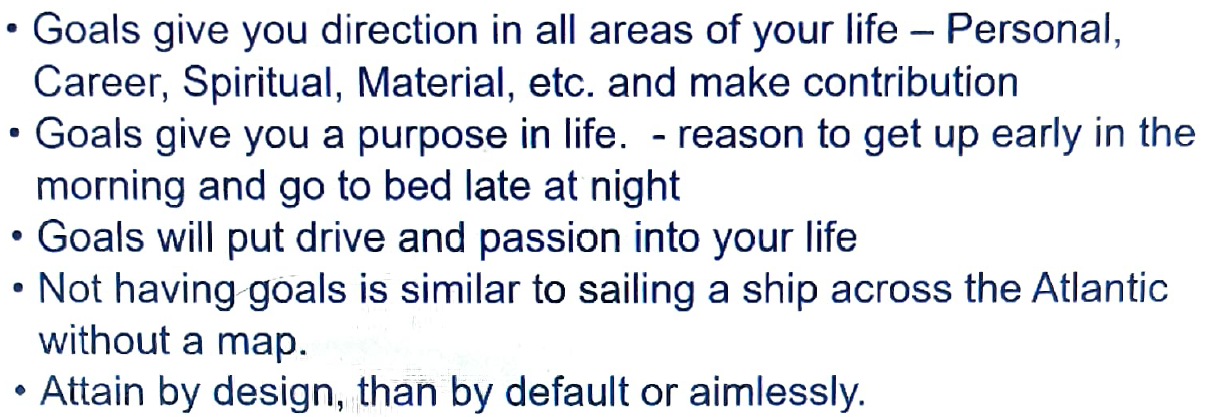 • Goals give you direction in all areas of your life – Personal,
Career, Spiritual, Material, etc. and make contribution
• Goals give you a purpose in life.  - reason to get up early in the
morning and go to bed late at night
• Goals will put drive and passion into your life
• Not having goals is similar to sailing a ship across the Atlantic
without a map.
• Attain by design, than by default or aimlessly.